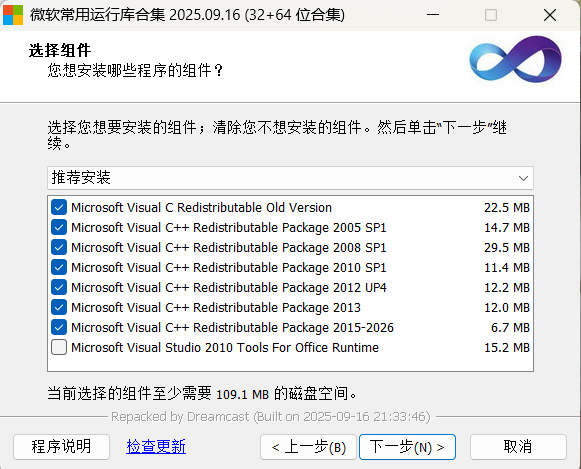 微软常用运行库合集 2025.09.16 (32+64 位合集)
选择组件
您想安装哪些程序的组件？
选择您想要安装的组件；清除您不想安装的组件。然后单击“下一步”继
续。
推荐安装
Microsoft Visual C Redistributable Old Version 22.5 MB
Microsoft Visual C++ Redistributable Package 2005 SP1 14.7 MB
Microsoft Visual C++ Redistributable Package 2008 SP1 29.5 MB
Microsoft Visual C++ Redistributable Package 2010 SP1 11.4 MB
Microsoft Visual C++ Redistributable Package 2012 UP4 12.2 MB
Microsoft Visual C++ Redistributable Package 2013 12.0 MB
Microsoft Visual C++ Redistributable Package 2015-2026 6.7 MB
Microsoft Visual Studio 2010 Tools For Office Runtime 15.2 MB
当前选择的组件至少需要 109.1 MB 的磁盘空间。
Repacked by Dreamcast (Built on 2025-09-16 21:33:46)
程序说明 检查更新 < 上一步(B) 下一步(N) > 取消